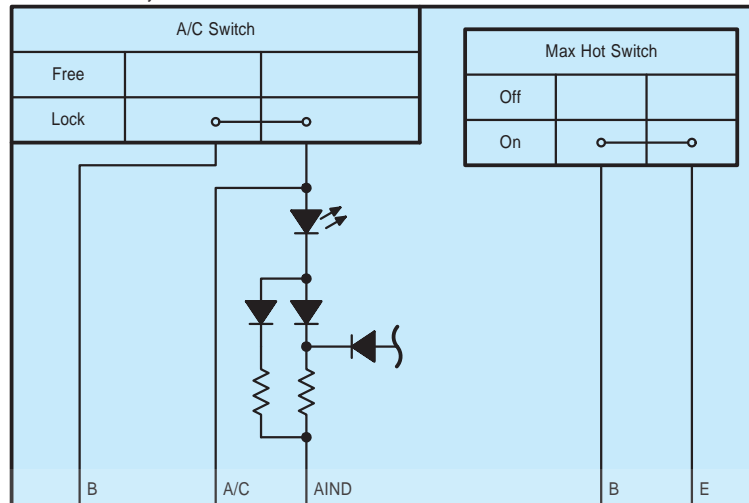 A/C Switch
Free
Lock
Max Hot Switch
Off
On
B
A/C
AIND
B
E